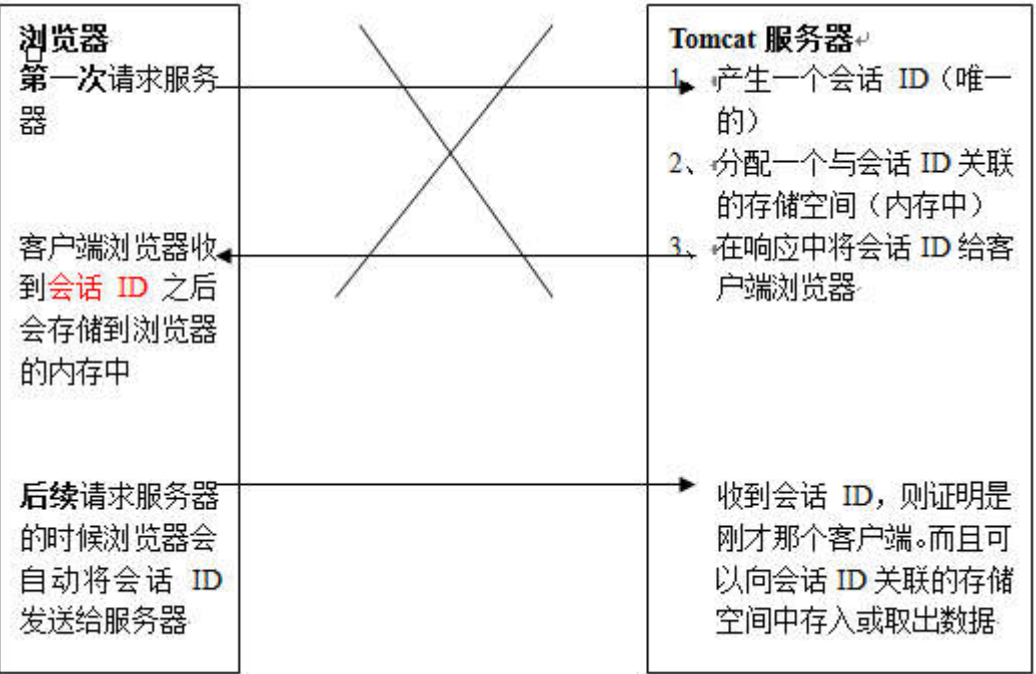 浏览器
第一次请求服务
器
客户端浏览器收
到会话 ID 之后
会存储到浏览器
的内存中
后续请求服务器
的时候浏览器会
自动将会话 ID
发送给服务器
Tomcat 服务器
1、产生一个会话 ID（唯一
的）
2、分配一个与会话 ID 关联
的存储空间（内存中）
3、在响应中将会话 ID 给客
户端浏览器
收到会话 ID，则证明是
刚才那个客户端。而且可
以向会话 ID 关联的存储
空间中存入或取出数据